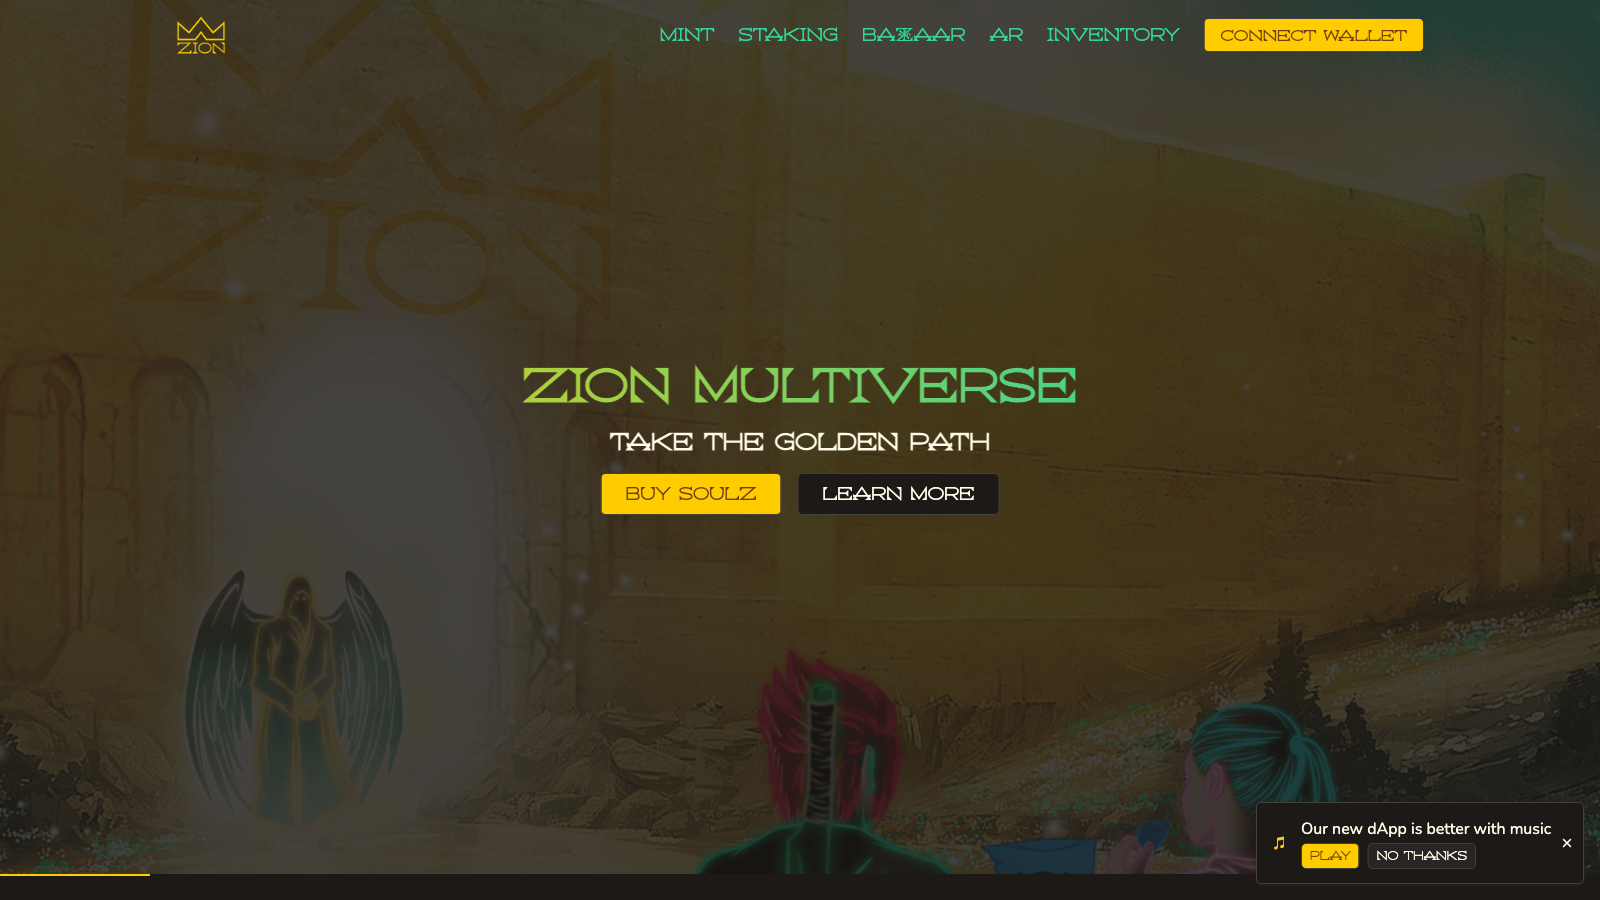 ZION
MINT STAKING BAZAAR AR INVENTORY CONNECT WALLET
ZION
ZION MULTIVERSE
TAKE THE GOLDEN PATH
BUY SOULZ LEARN MORE
Our new dApp is better with music
PLAY NO THANKS